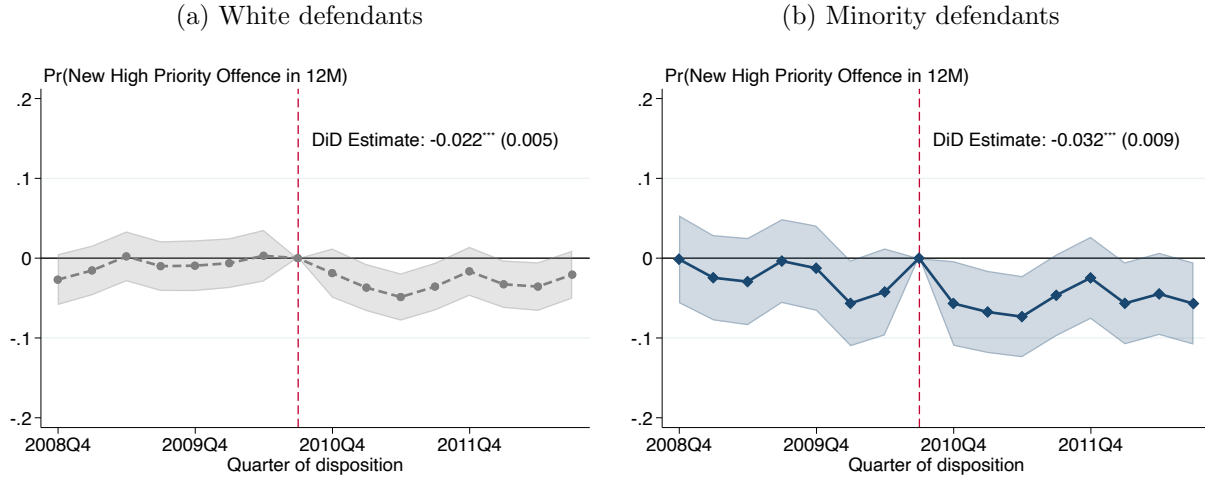 (a) White defendants
Pr(New High Priority Offence in 12M)
.2
DiD Estimate: -0.022*** (0.005)
.1
0
-.1
-.2
2008Q4 2009Q4 2010Q4 2011Q4
Quarter of disposition
(b) Minority defendants
Pr(New High Priority Offence in 12M)
.2
DiD Estimate: -0.032*** (0.009)
.1
0
-.1
-.2
2008Q4 2009Q4 2010Q4 2011Q4
Quarter of disposition